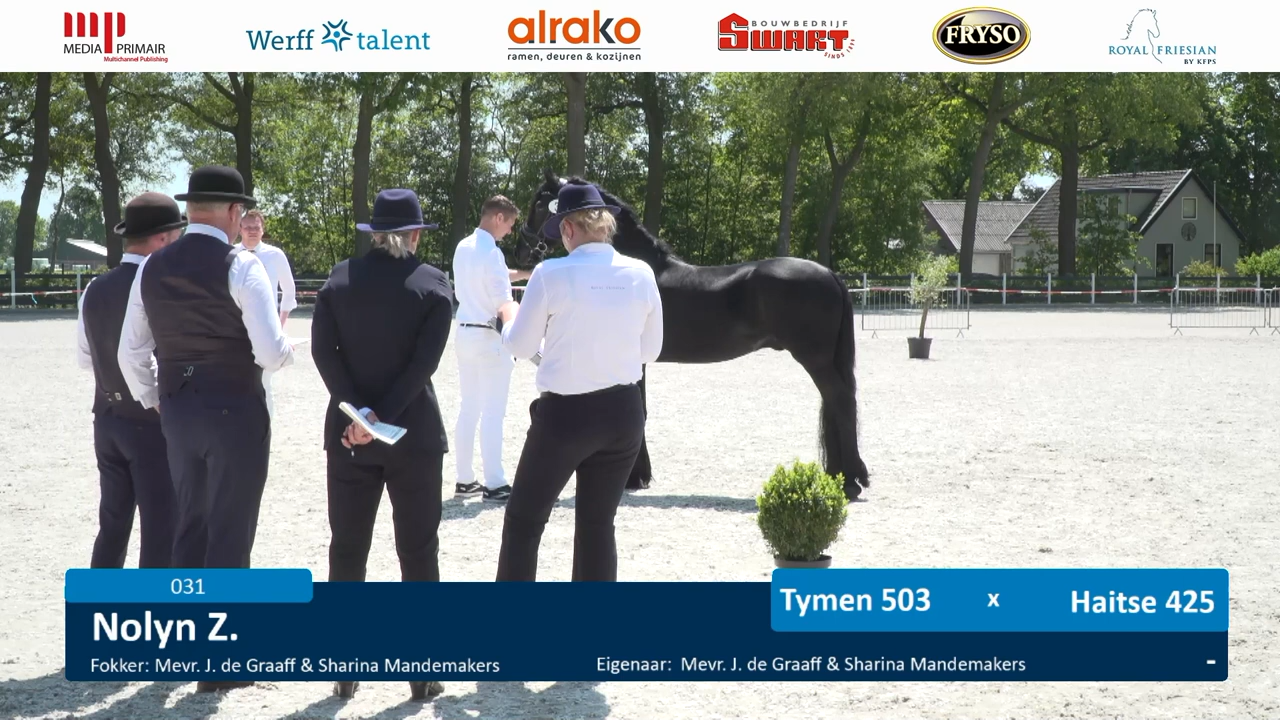 MEDIA PRIMAIR
Multichannel Publishing
Werff talent
alrako
ramen, deuren & kozijnen
BOUWBEDRIJF
SWART
SINDS
FRYSO
ROYAL FRIESIAN
BY KFPS
031
Nolyn Z.
Fokker: Mevr. J. de Graaff & Sharina Mandemakers
Tymen 503 x Haitse 425
Eigenaar: Mevr. J. de Graaff & Sharina Mandemakers -